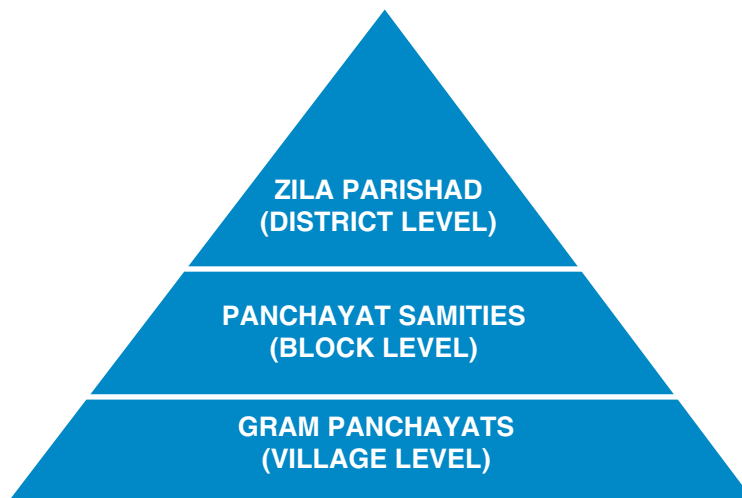 ZILA PARISHAD
(DISTRICT LEVEL)
PANCHAYAT SAMITIES
(BLOCK LEVEL)
GRAM PANCHAYATS
(VILLAGE LEVEL)